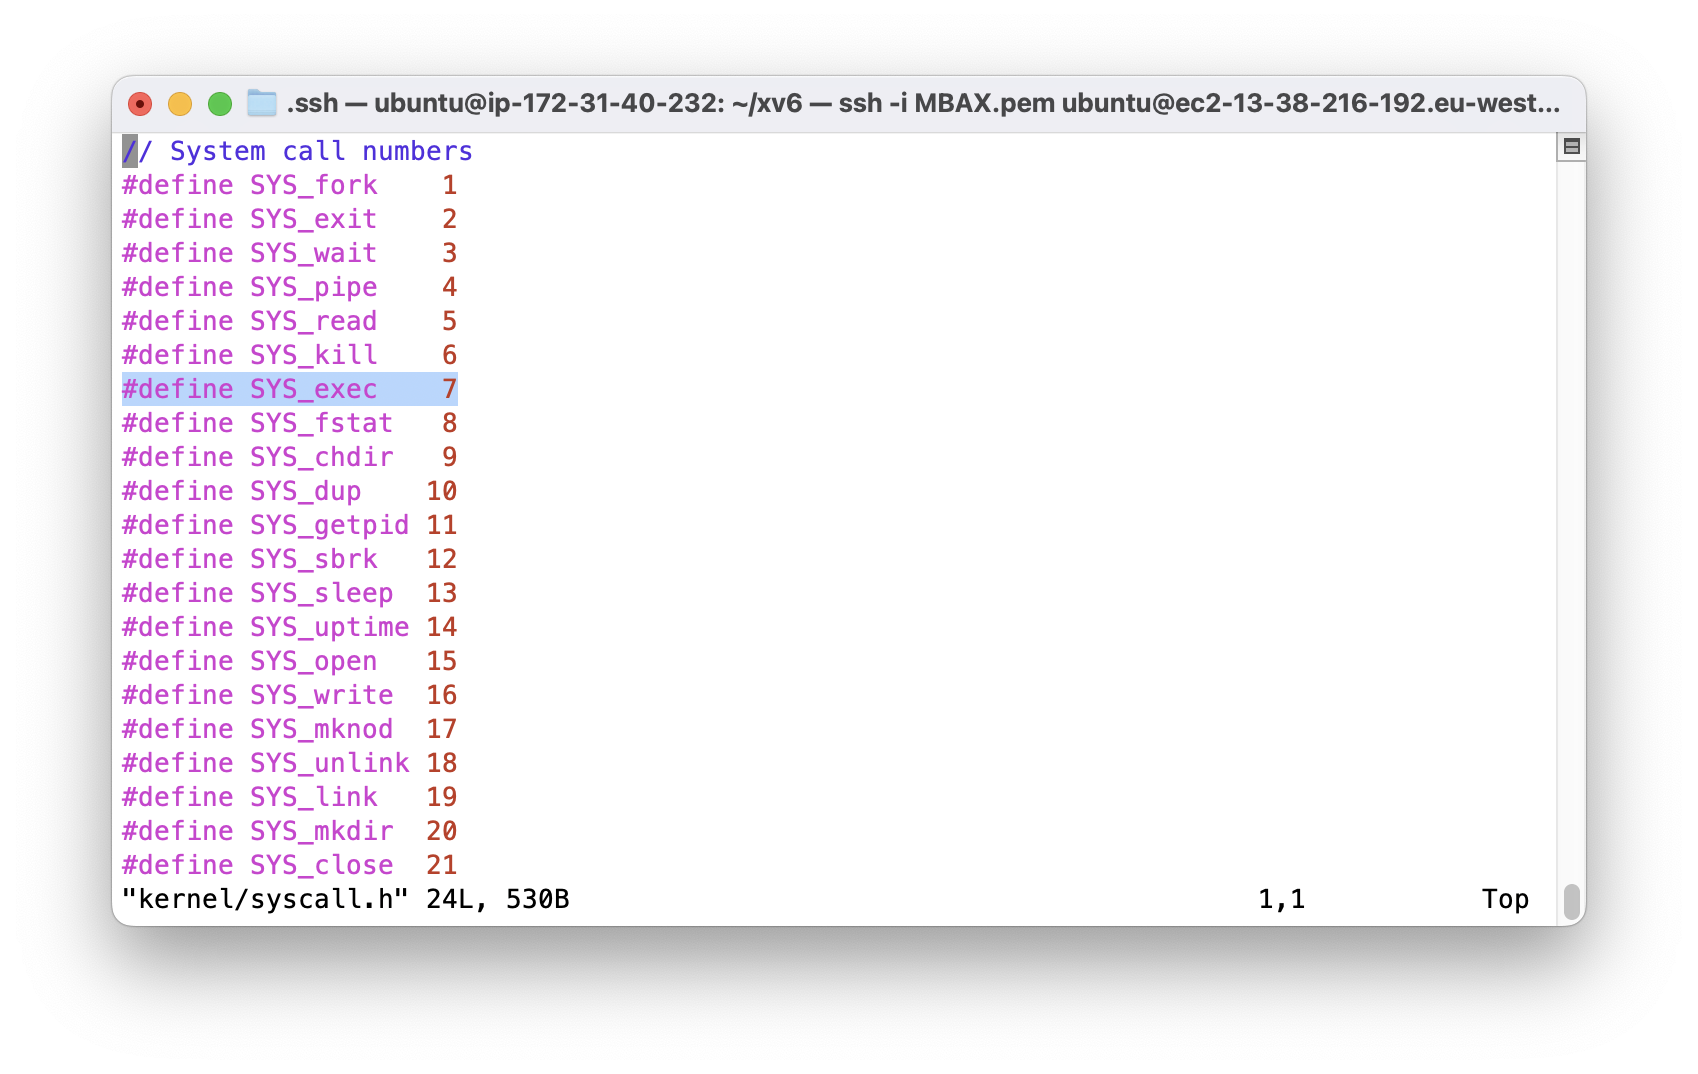 .ssh — ubuntu@ip-172-31-40-232: ~/xv6 — ssh -i MBAX.pem ubuntu@ec2-13-38-216-192.eu-west...
// System call numbers
#define SYS_fork    1
#define SYS_exit    2
#define SYS_wait    3
#define SYS_pipe    4
#define SYS_read    5
#define SYS_kill    6
#define SYS_exec    7
#define SYS_fstat   8
#define SYS_chdir   9
#define SYS_dup    10
#define SYS_getpid 11
#define SYS_sbrk   12
#define SYS_sleep  13
#define SYS_uptime 14
#define SYS_open   15
#define SYS_write  16
#define SYS_mknod  17
#define SYS_unlink 18
#define SYS_link   19
#define SYS_mkdir  20
#define SYS_close  21
"kernel/syscall.h" 24L, 530B 1,1 Top